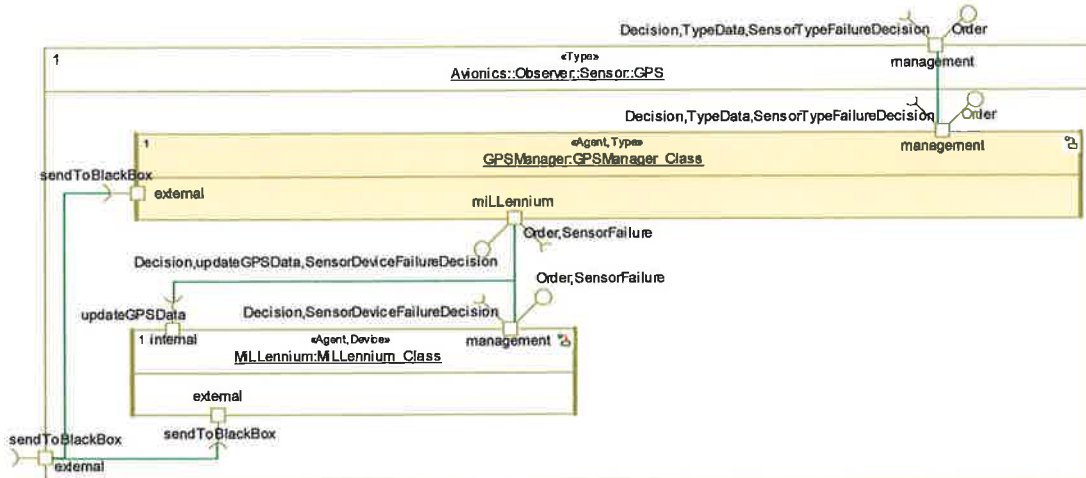 Decision,TypeData,SensorTypeFailureDecision
Order
1
«Type»
management
Avionics::Observer::Sensor::GPS
Decision,TypeData,SensorTypeFailureDecision
Order
1
«Agent,Type»
management
GPSManager:GPSManager_Class
sendToBlackBox
external
miLLennium
Order,SensorFailure
Decision,updateGPSData,SensorDeviceFailureDecision
Order,SensorFailure
updateGPSData
Decision,SensorDeviceFailureDecision
1
internal
«Agent,Device»
management
MiLLennium:MiLLennium_Class
external
sendToBlackBox
sendToBlackBox
external